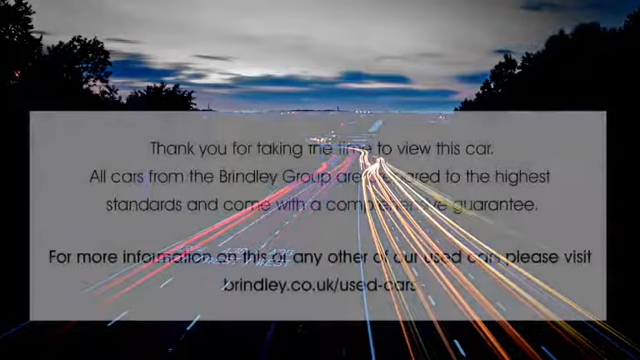 Thank you for taking the time to view this car.
All cars from the Brindley Group are prepared to the highest
standards and come with a comprehensive guarantee.
For more information on this or any other of our used cars please visit
brindley.co.uk/used-cars